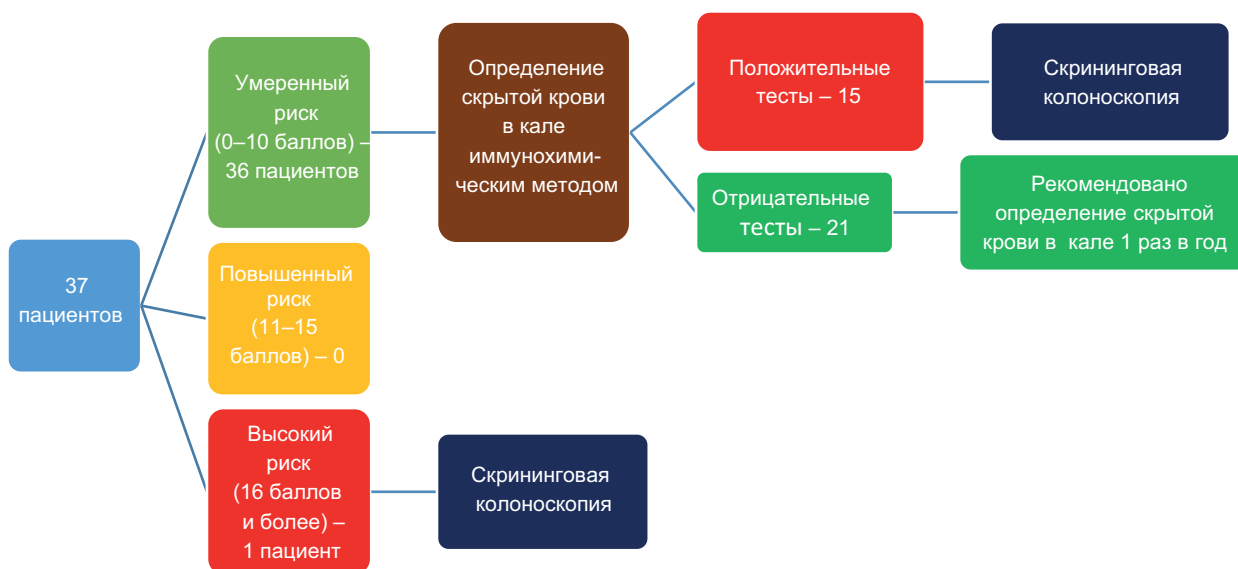 37
пациентов
Умеренный
риск
(0–10 баллов) –
36 пациентов
Повышенный
риск
(11–15
баллов) – 0
Высокий
риск
(16 баллов
и более) –
1 пациент
Определение
скрытой крови
в кале
иммунохими-
ческим методом
Скрининговая
колоноскопия
Положительные
тесты – 15
Отрицательные
тесты – 21
Скрининговая
колоноскопия
Рекомендовано
определение скрытой
крови в кале 1 раз в год